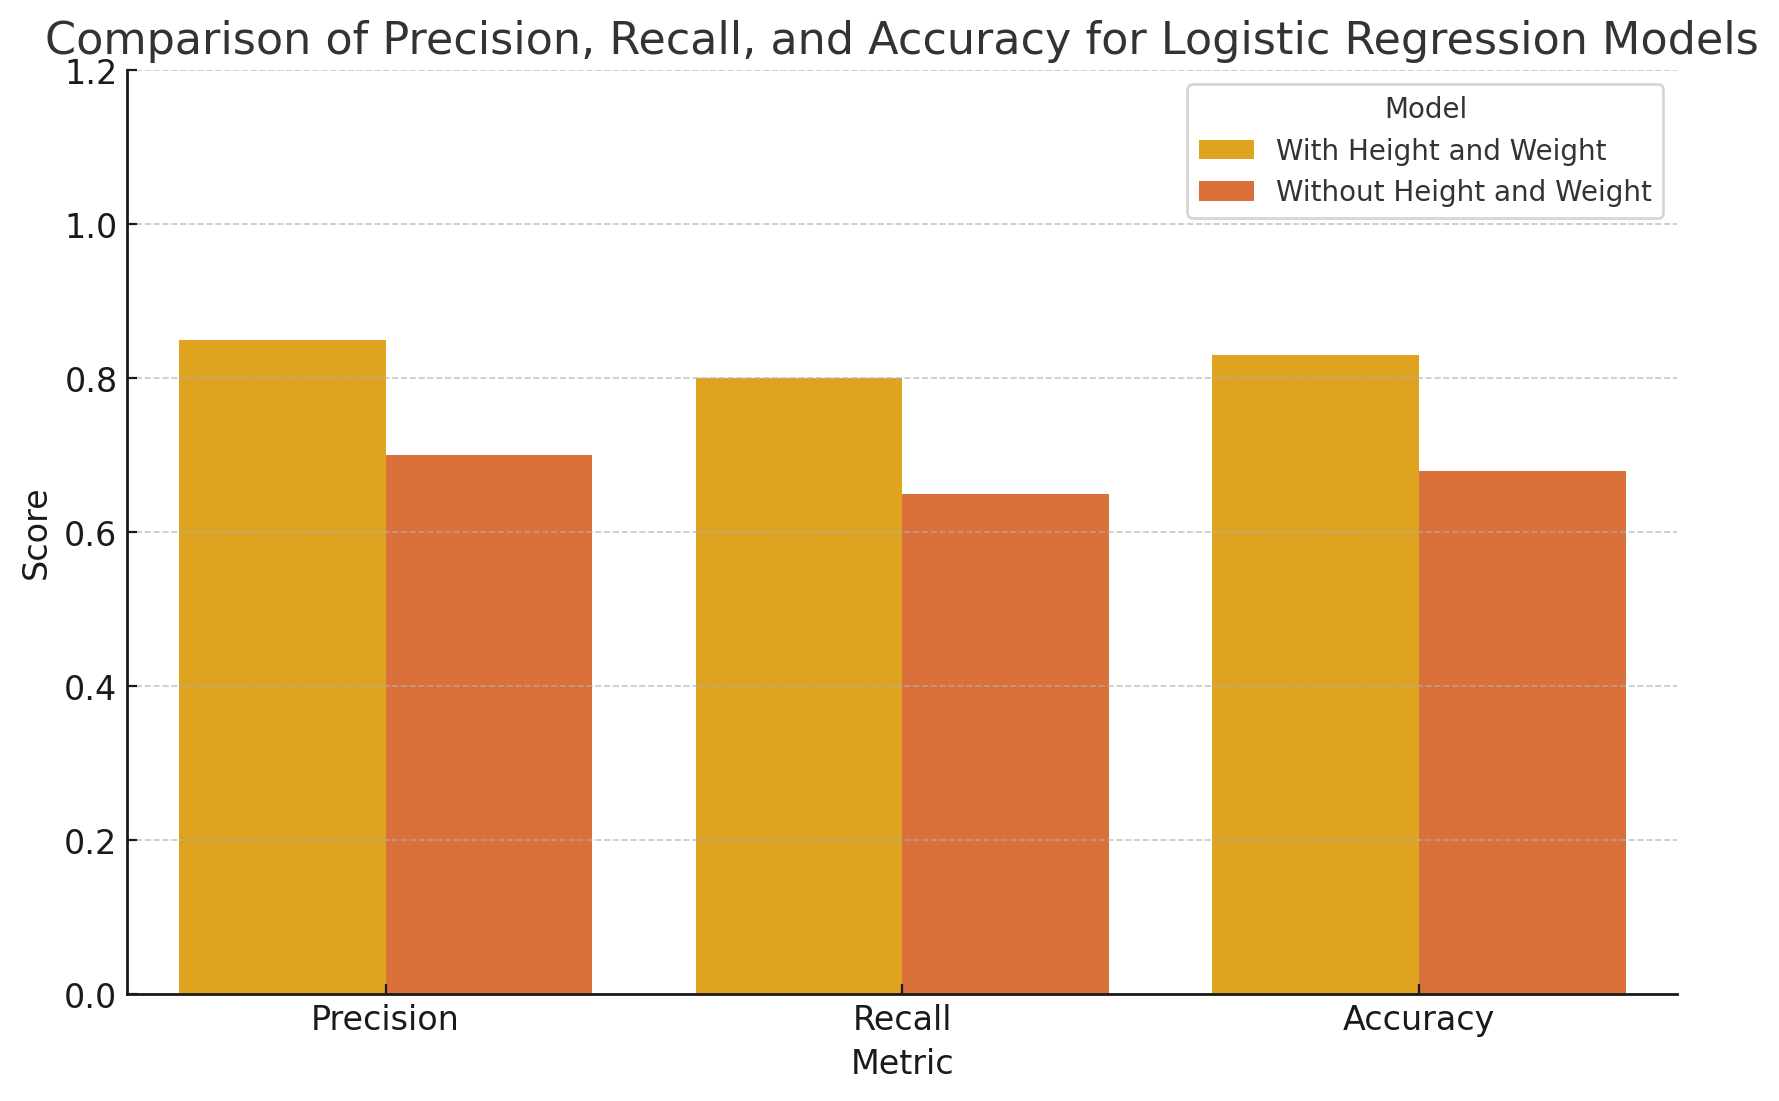 Comparison of Precision, Recall, and Accuracy for Logistic Regression Models
1.2
1.0
0.8
0.6
0.4
0.2
0.0
Score
Model
With Height and Weight
Without Height and Weight
Precision
Recall
Accuracy
Metric